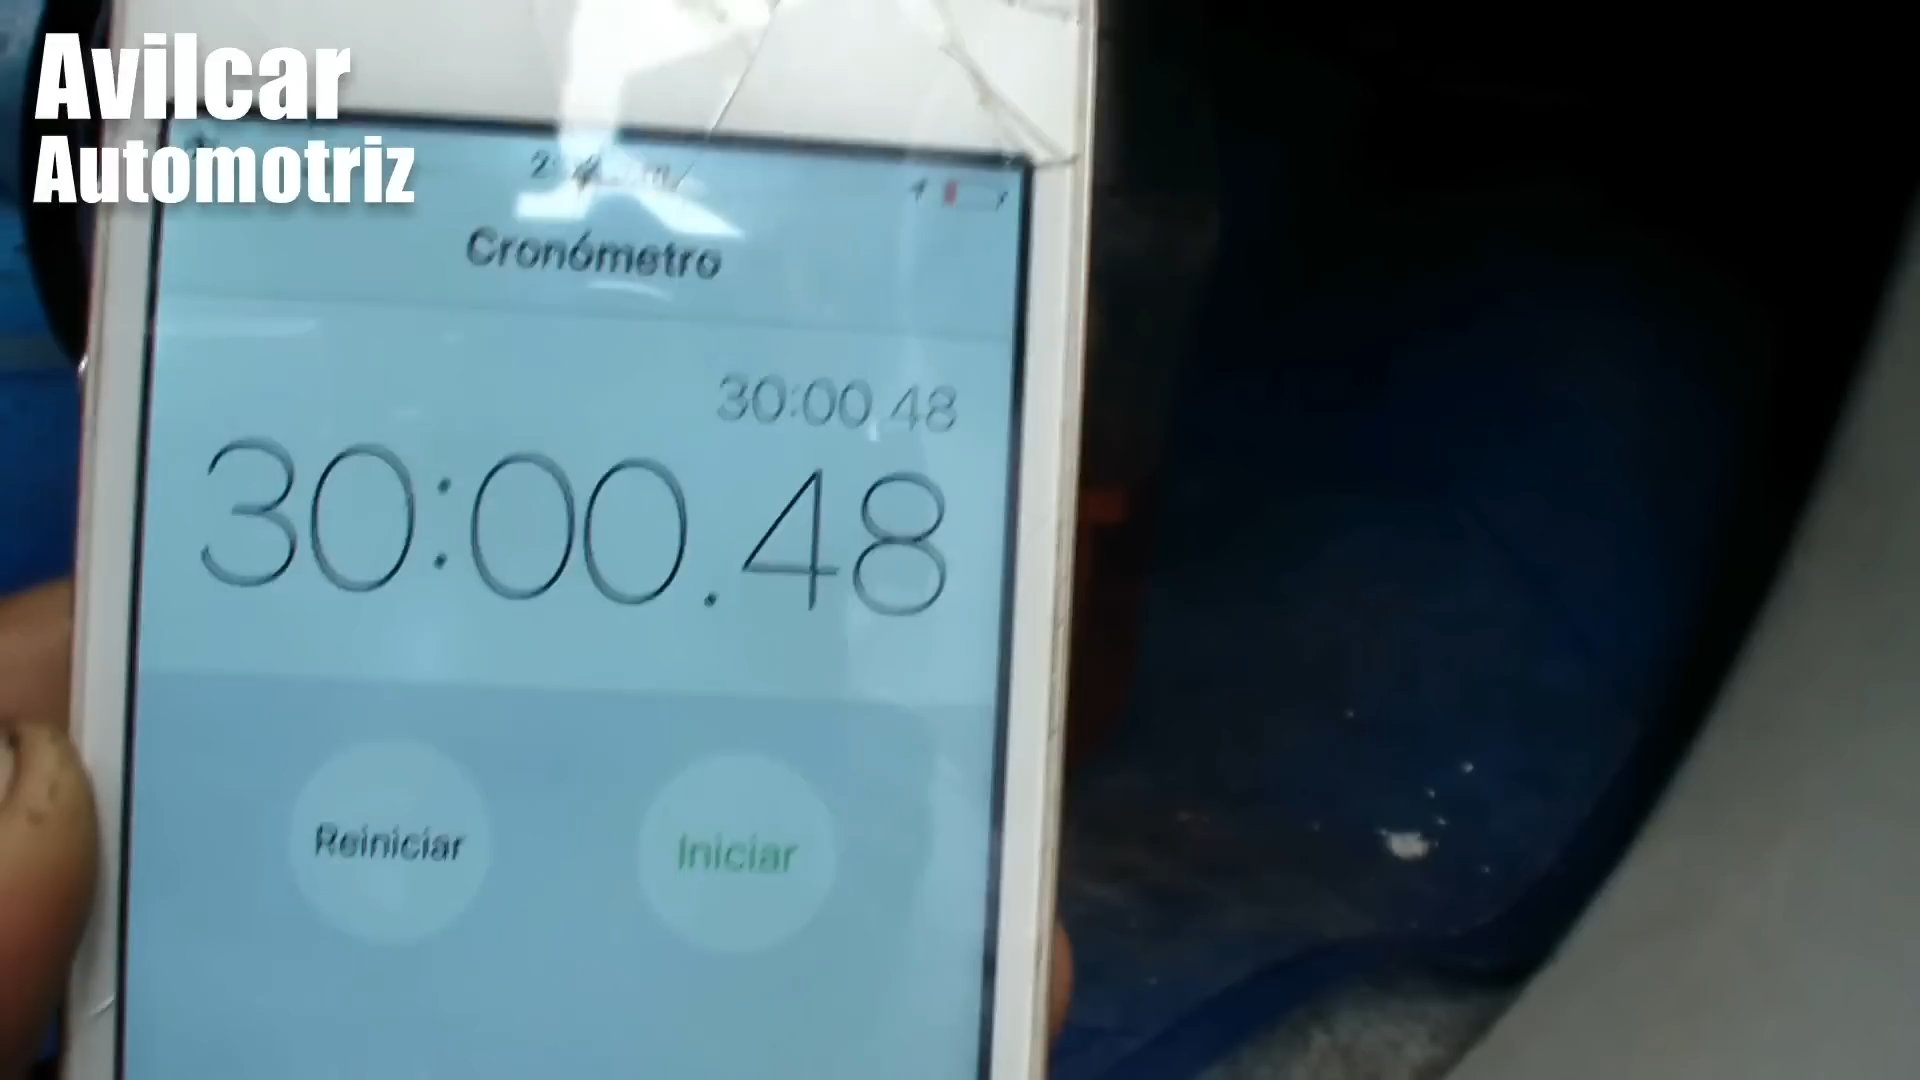 Avilcar
Automotriz
Cronómetro
30:00.48
30:00.48
Reiniciar
Iniciar